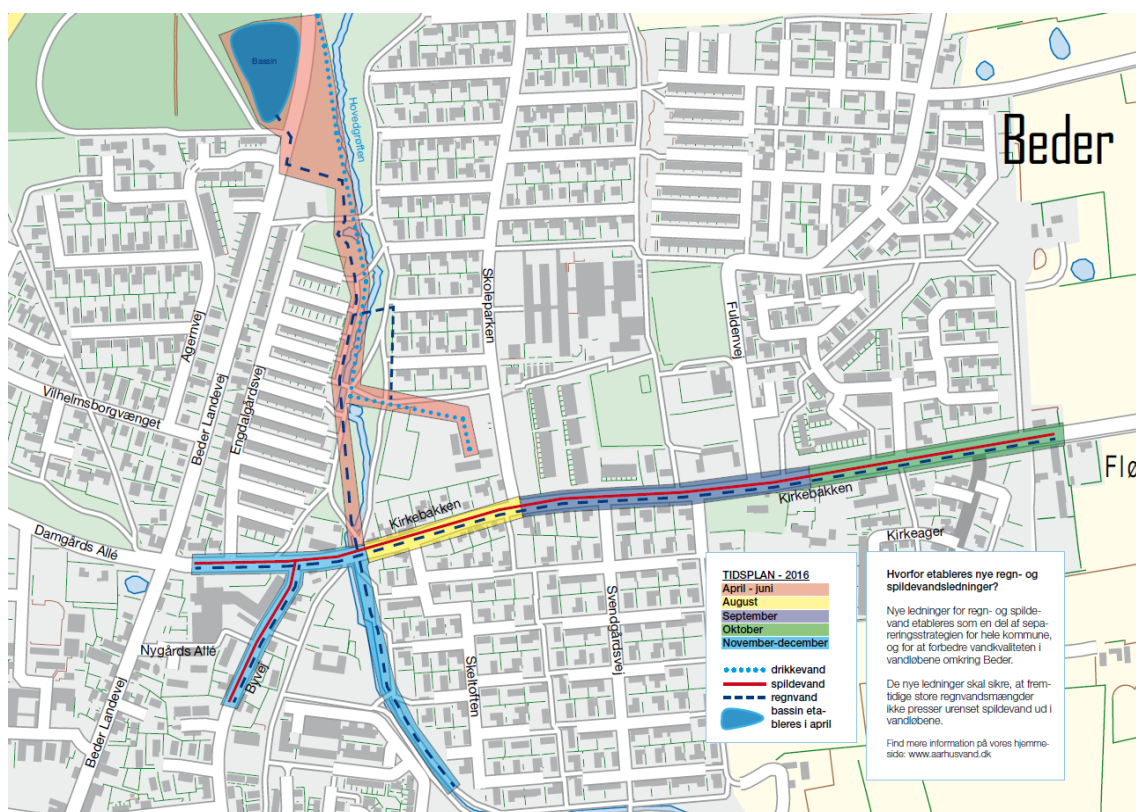 Bassin
Hovedgrøften
Beder
Skoleparken
Fuldenvej
Agernvej
Beder Landevej
Engdalgårdsvej
Vilhelmsborgvænget
Kirkebakken
Kirkebakken
Flø
Damgårds Allé
Kirkeager
Nygårds Allé
Byvej
Beder Landevej
Skeltoften
Svendgårdsvej
TIDSPLAN - 2016
April - juni
August
September
Oktober
November-december
drikkevand
spildevand
regnvand
bassin eta-
bleres i april
Hvorfor etableres nye regn- og
spildevandsledninger?
Nye ledninger for regn- og spilde-
vand etableres som en del af sepa-
reringsstrategien for hele kommune,
og for at forbedre vandkvaliteten i
vandløbene omkring Beder.
De nye ledninger skal sikre, at frem-
tidige store regnvandsmængder
ikke presser urenset spildevand ud i
vandløbene.
Find mere information på vores hjemme-
side: www.aarhusvand.dk